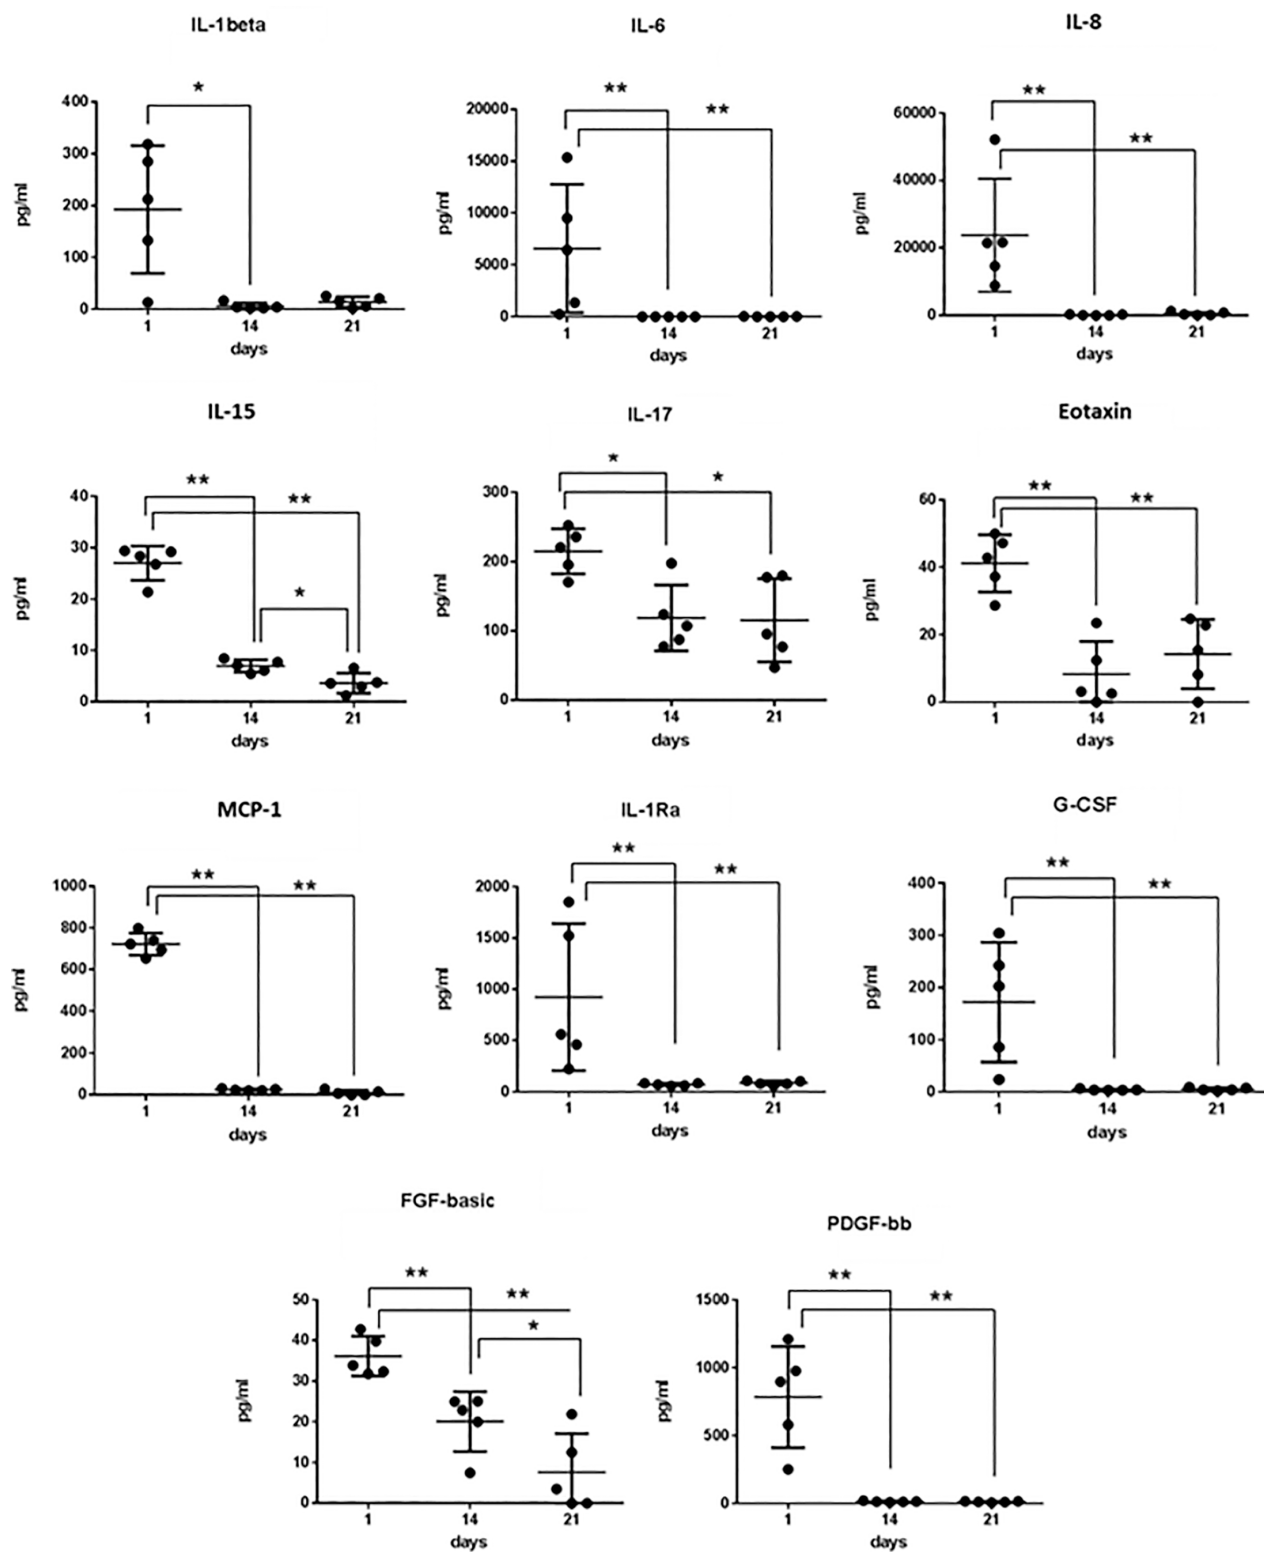 IL-1beta
*
400
300
200
100
0
pg/ml
1 14 21
days
IL-6
**
**
20000
15000
10000
5000
0
pg/ml
1 14 21
days
IL-8
**
**
60000
40000
20000
0
pg/ml
1 14 21
days
IL-15
**
**
*
40
30
20
10
0
pg/ml
1 14 21
days
IL-17
*
*
300
200
100
0
pg/ml
1 14 21
days
Eotaxin
**
**
60
40
20
0
pg/ml
1 14 21
days
MCP-1
**
**
1000
800
600
400
200
0
pg/ml
1 14 21
days
IL-1Ra
**
**
2000
1500
1000
500
0
pg/ml
1 14 21
days
G-CSF
**
**
400
300
200
100
0
pg/ml
1 14 21
days
FGF-basic
**
**
*
50
40
30
20
10
0
pg/ml
1 14 21
days
PDGF-bb
**
**
1500
1000
500
0
pg/ml
1 14 21
days